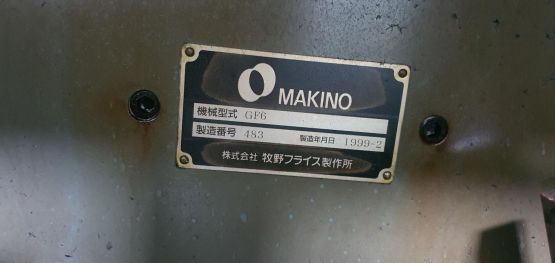 MAKINO
機械型式 GF6
製造番号 483 製造年月日 1999-2
株式会社 牧野フライス製作所